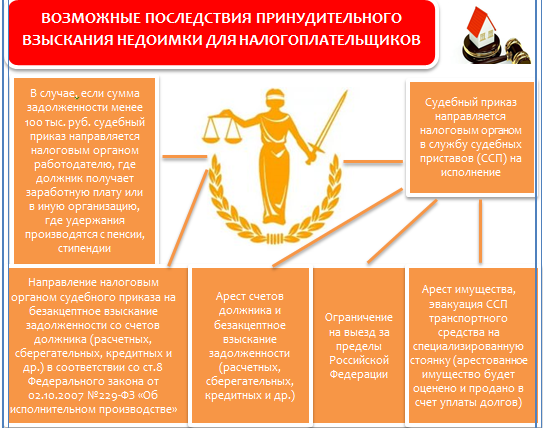 ВОЗМОЖНЫЕ ПОСЛЕДСТВИЯ ПРИНУДИТЕЛЬНОГО
ВЗЫСКАНИЯ НЕДОИМКИ ДЛЯ НАЛОГОПЛАТЕЛЬЩИКОВ
В случае, если сумма
задолженности менее
100 тыс. руб. судебный
приказ направляется
налоговым органом
работодателю, где
должник получает
заработную плату или
в иную организацию,
где удержания
производятся с пенсии,
стипендии
Судебный приказ
направляется
налоговым органом
в службу судебных
приставов (ССП) на
исполнение
Направление налоговым
органом судебного приказа на
безакцептное взыскание
задолженности со счетов
должника (расчетных,
сберегательных, кредитных и
др.) в соответствии со ст.8
Федерального закона от
02.10.2007 №229-ФЗ «Об
исполнительном производстве»
Арест счетов
должника и
безакцептное
взыскание
задолженности
(расчетных,
сберегательных,
кредитных и др.)
Ограничение
на выезд за
пределы
Российской
Федерации
Арест имущества,
эвакуация ССП
транспортного
средства на
специализированную
стоянку (арестованное
имущество будет
оценено и продано в
счет уплаты долгов)